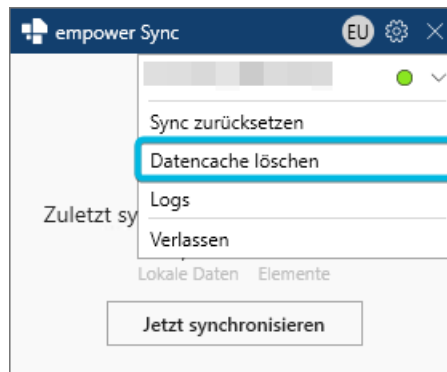 empower Sync EU
Sync zurücksetzen
Datencache löschen
Logs
Zuletzt sy
Verlassen
Lokale Daten Elemente
Jetzt synchronisieren